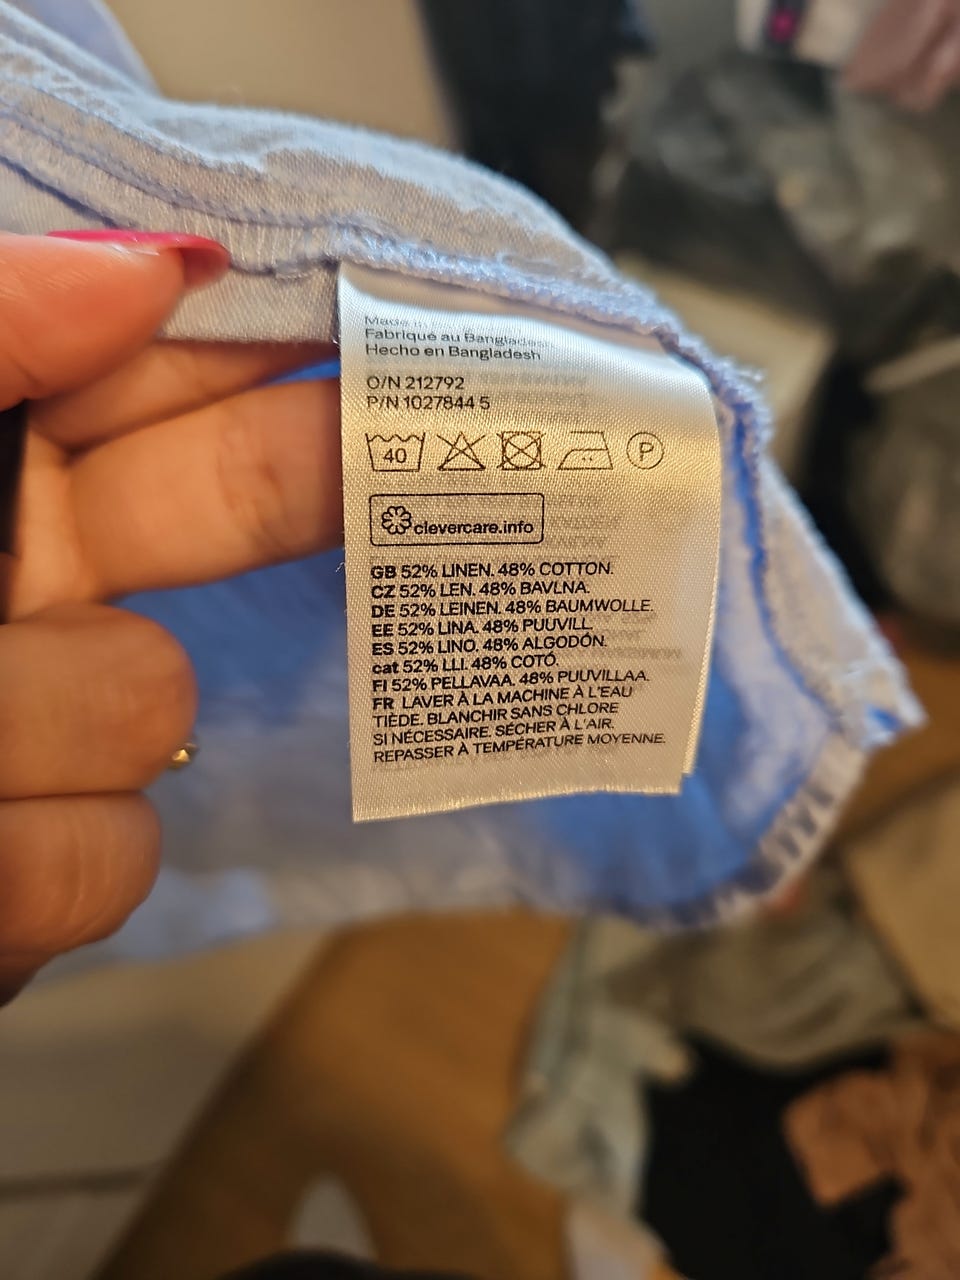 Made in
Fabriqué au Bangladesh
Hecho en Bangladesh
O/N 212792
P/N 1027844 5
40
P
clevercare.info
GB 52% LINEN. 48% COTTON.
CZ 52% LEN. 48% BAVLNA.
DE 52% LEINEN. 48% BAUMWOLLE.
EE 52% LINA. 48% PUUVILL.
ES 52% LINO. 48% ALGODÓN.
cat 52% LLI. 48% COTÓ.
FI 52% PELLAVAA. 48% PUUVILLAA.
FR LAVER À LA MACHINE À L'EAU
TIÈDE. BLANCHIR SANS CHLORE
SI NÉCESSAIRE. SÉCHER À L'AIR.
REPASSER À TEMPÉRATURE MOYENNE.